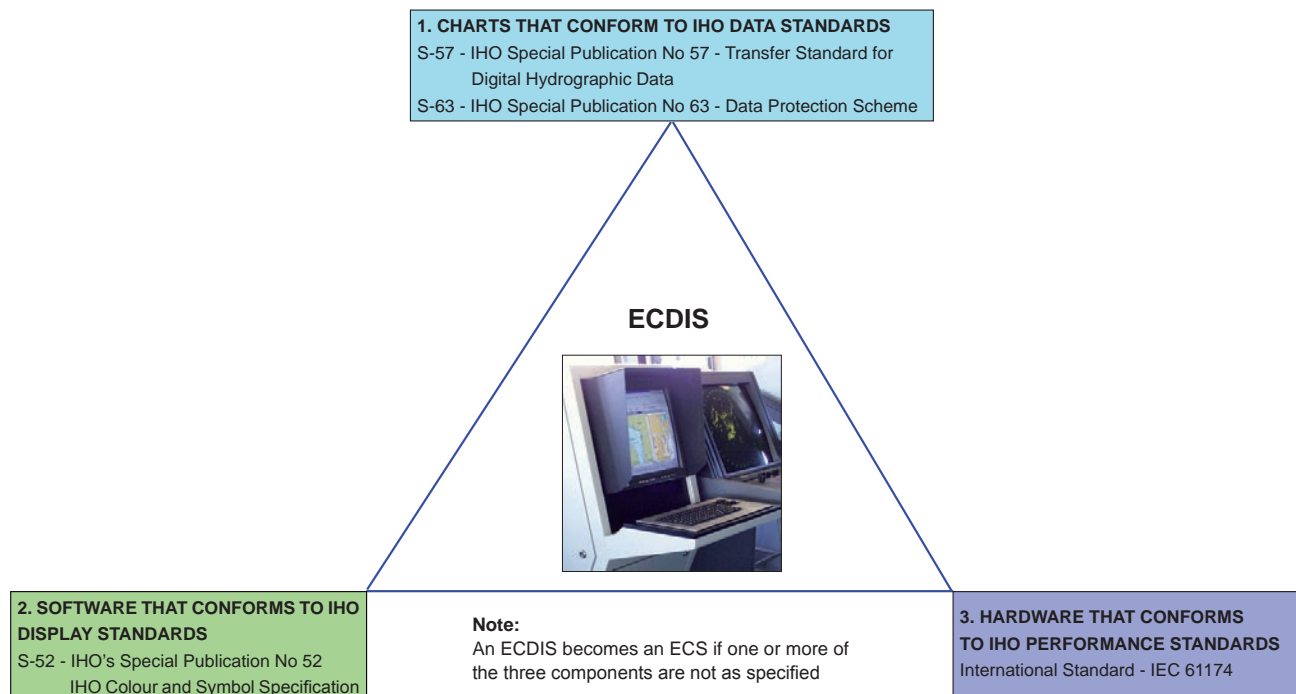 1. CHARTS THAT CONFORM TO IHO DATA STANDARDS
S-57 - IHO Special Publication No 57 - Transfer Standard for
Digital Hydrographic Data
S-63 - IHO Special Publication No 63 - Data Protection Scheme
ECDIS
2. SOFTWARE THAT CONFORMS TO IHO
DISPLAY STANDARDS
S-52 - IHO's Special Publication No 52
IHO Colour and Symbol Specification
Note:
An ECDIS becomes an ECS if one or more of
the three components are not as specified
3. HARDWARE THAT CONFORMS
TO IHO PERFORMANCE STANDARDS
International Standard - IEC 61174